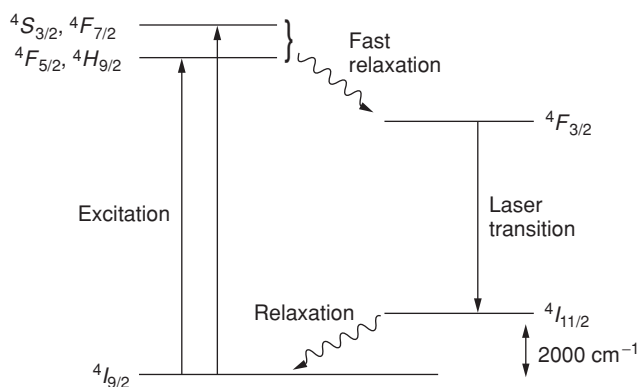 ⁴S₃/₂, ⁴F₇/₂
⁴F₅/₂, ⁴H₉/₂
Fast
relaxation
⁴F₃/₂
Excitation
Laser
transition
Relaxation
⁴I₁₁/₂
2000 cm⁻¹
⁴I₉/₂